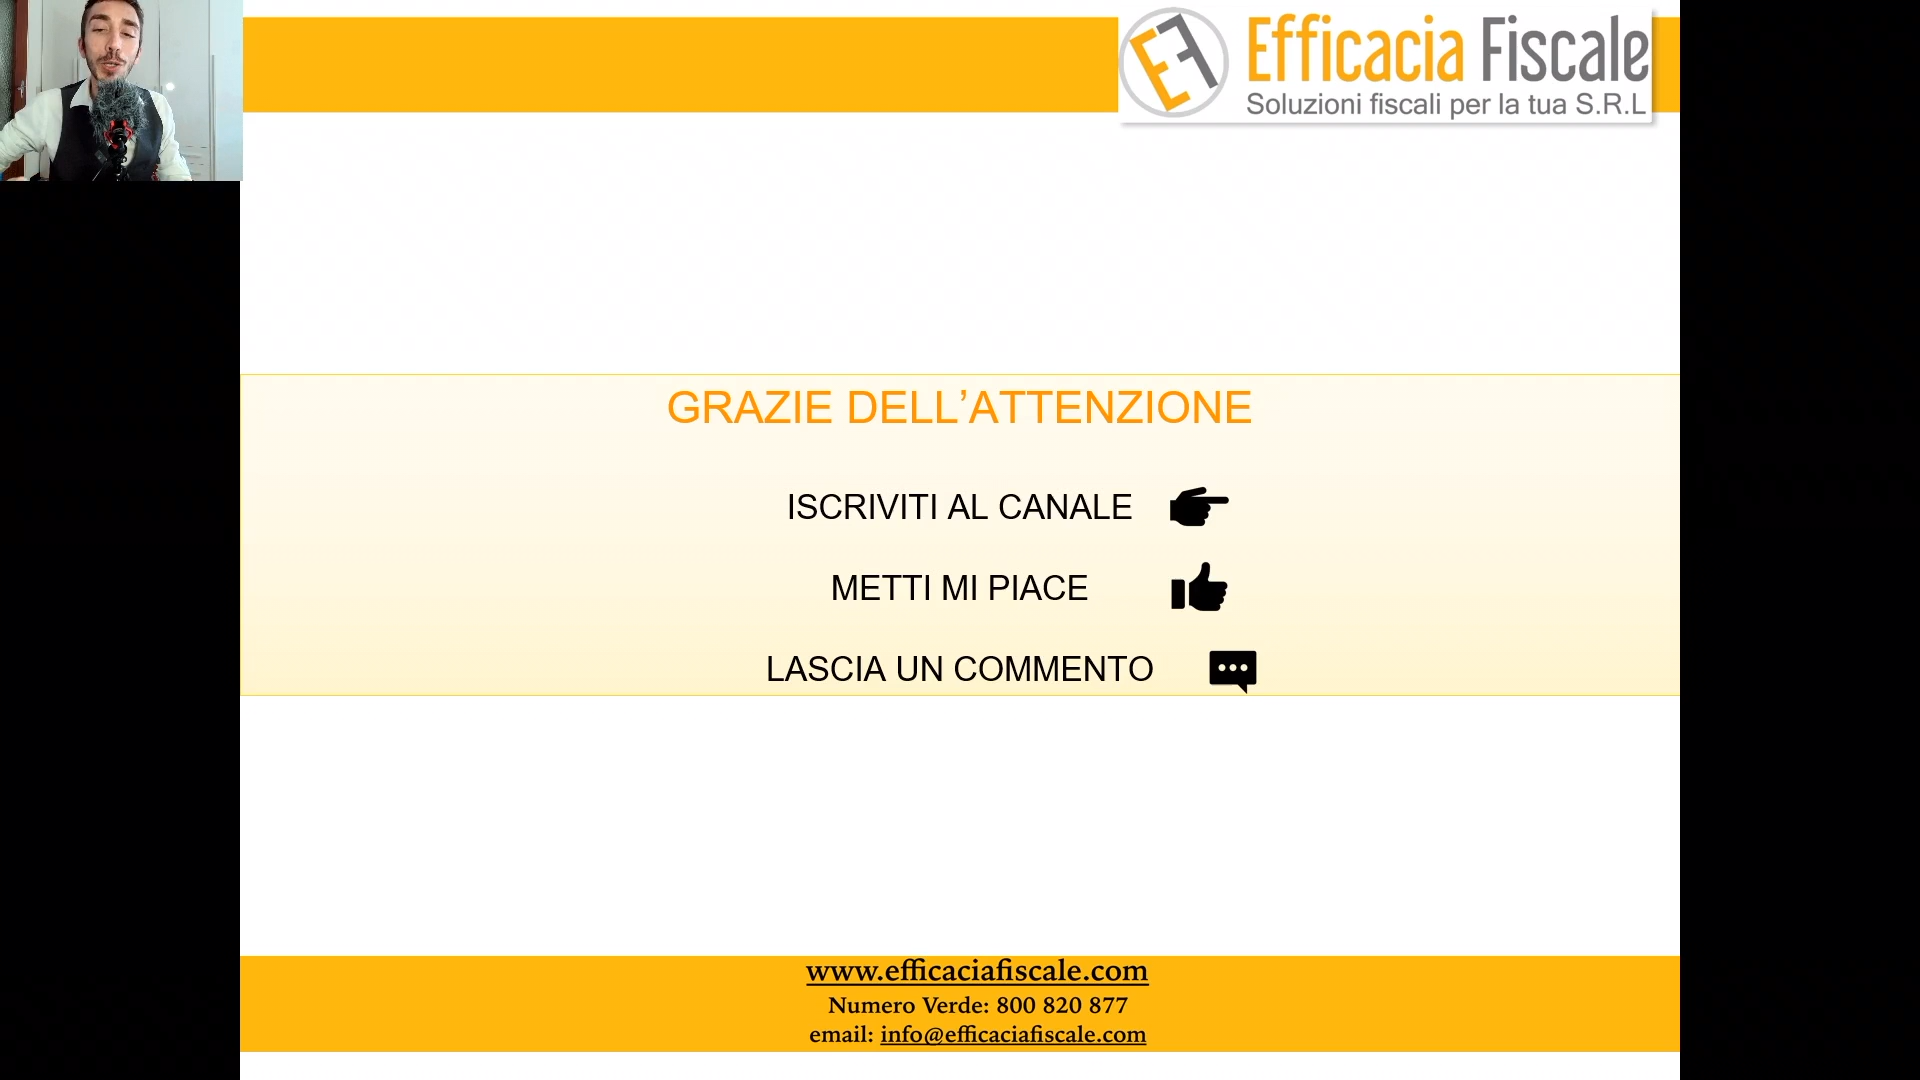 Efficacia Fiscale
Soluzioni fiscali per la tua S.R.L
GRAZIE DELL’ATTENZIONE
ISCRIVITI AL CANALE
METTI MI PIACE
LASCIA UN COMMENTO
www.efficaciafiscale.com
Numero Verde: 800 820 877
email: info@efficaciafiscale.com